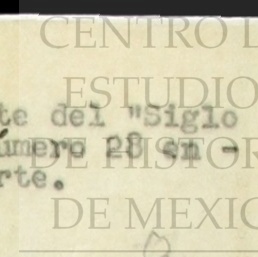 CENTRO D
ESTUDIO
te del "Siglo
úmero 28 en -
DE HISTOR
rte.
DE MEXIC